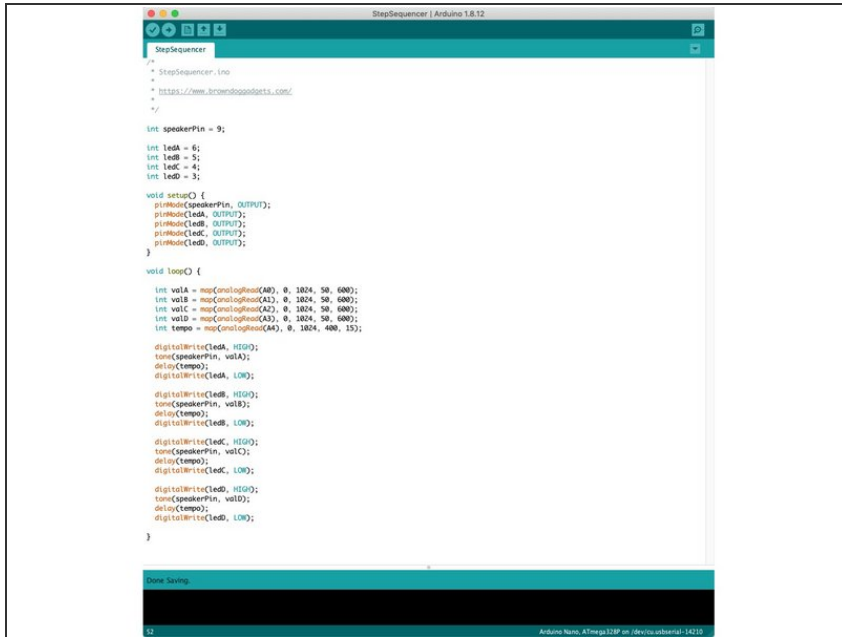 StepSequencer | Arduino 1.8.12
StepSequencer
/*
 * StepSequencer.ino
 *
 * https://www.browndoggadgets.com/
 *
 */
int speakerPin = 9;
int ledA = 6;
int ledB = 5;
int ledC = 4;
int ledD = 3;
void setup() {
  pinMode(speakerPin, OUTPUT);
  pinMode(ledA, OUTPUT);
  pinMode(ledB, OUTPUT);
  pinMode(ledC, OUTPUT);
  pinMode(ledD, OUTPUT);
}
void loop() {
  int valA = map(analogRead(A0), 0, 1024, 50, 600);
  int valB = map(analogRead(A1), 0, 1024, 50, 600);
  int valC = map(analogRead(A2), 0, 1024, 50, 600);
  int valD = map(analogRead(A3), 0, 1024, 50, 600);
  int tempo = map(analogRead(A4), 0, 1024, 400, 15);
  digitalWrite(ledA, HIGH);
  tone(speakerPin, valA);
  delay(tempo);
  digitalWrite(ledA, LOW);
  digitalWrite(ledB, HIGH);
  tone(speakerPin, valB);
  delay(tempo);
  digitalWrite(ledB, LOW);
  digitalWrite(ledC, HIGH);
  tone(speakerPin, valC);
  delay(tempo);
  digitalWrite(ledC, LOW);
  digitalWrite(ledD, HIGH);
  tone(speakerPin, valD);
  delay(tempo);
  digitalWrite(ledD, LOW);
}
Done Saving.
52
Arduino Nano, ATmega328P on /dev/cu.usbserial-14210